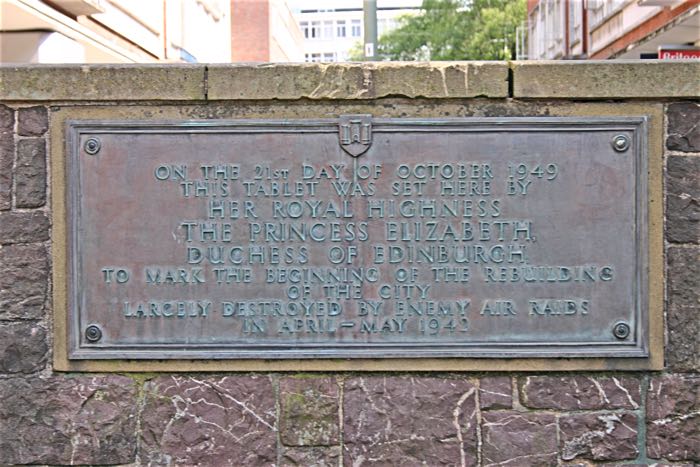 ON THE 21st DAY OF OCTOBER 1949
THIS TABLET WAS SET HERE BY
HER ROYAL HIGHNESS
THE PRINCESS ELIZABETH,
DUCHESS OF EDINBURGH,
TO MARK THE BEGINNING OF THE REBUILDING
OF THE CITY
LARGELY DESTROYED BY ENEMY AIR RAIDS
IN APRIL – MAY 1942